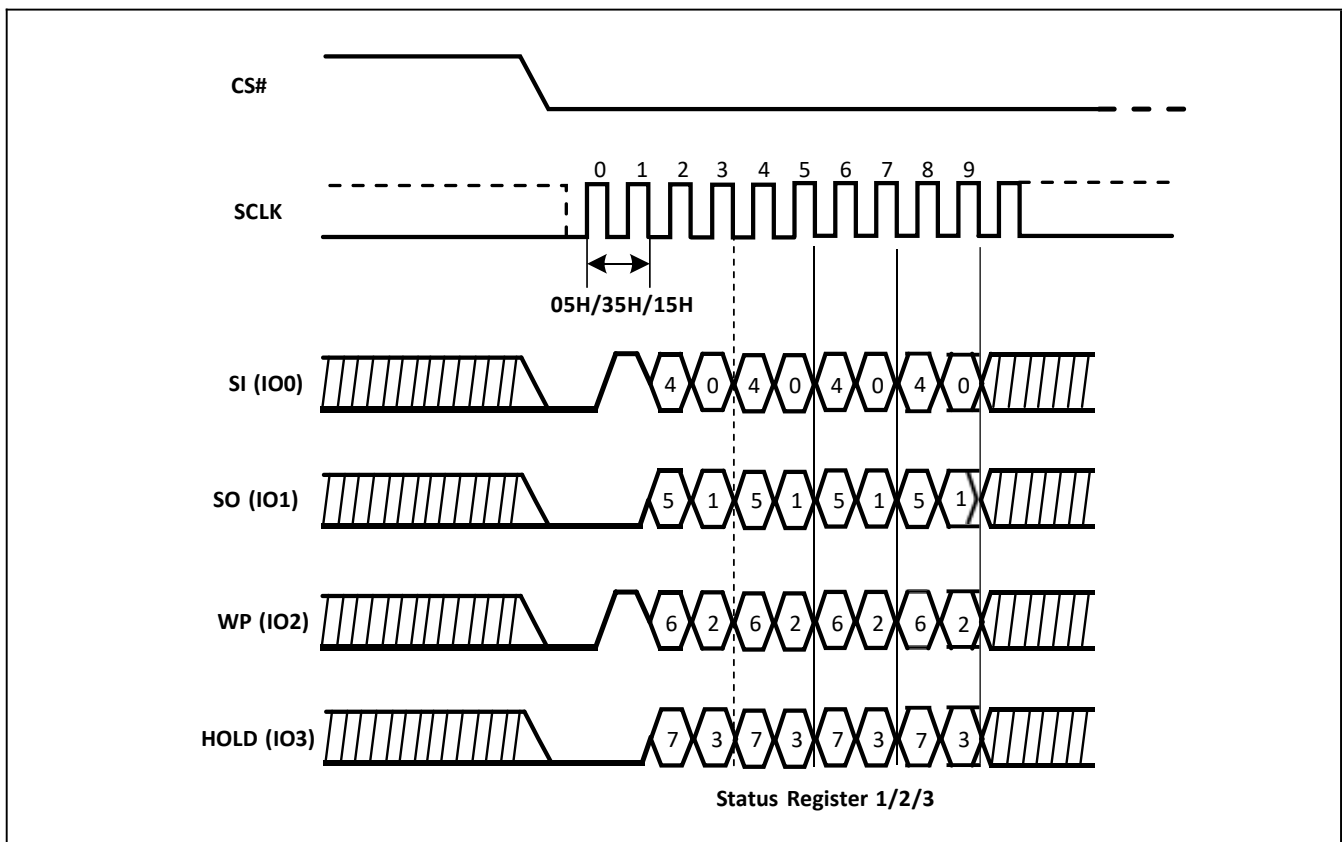 CS#
0 1 2 3 4 5 6 7 8 9
SCLK
05H/35H/15H
SI (IO0) 4 0 4 0 4 0 4 0
SO (IO1) 5 1 5 1 5 1 5 1
WP (IO2) 6 2 6 2 6 2 6 2
HOLD (IO3) 7 3 7 3 7 3 7 3
Status Register 1/2/3